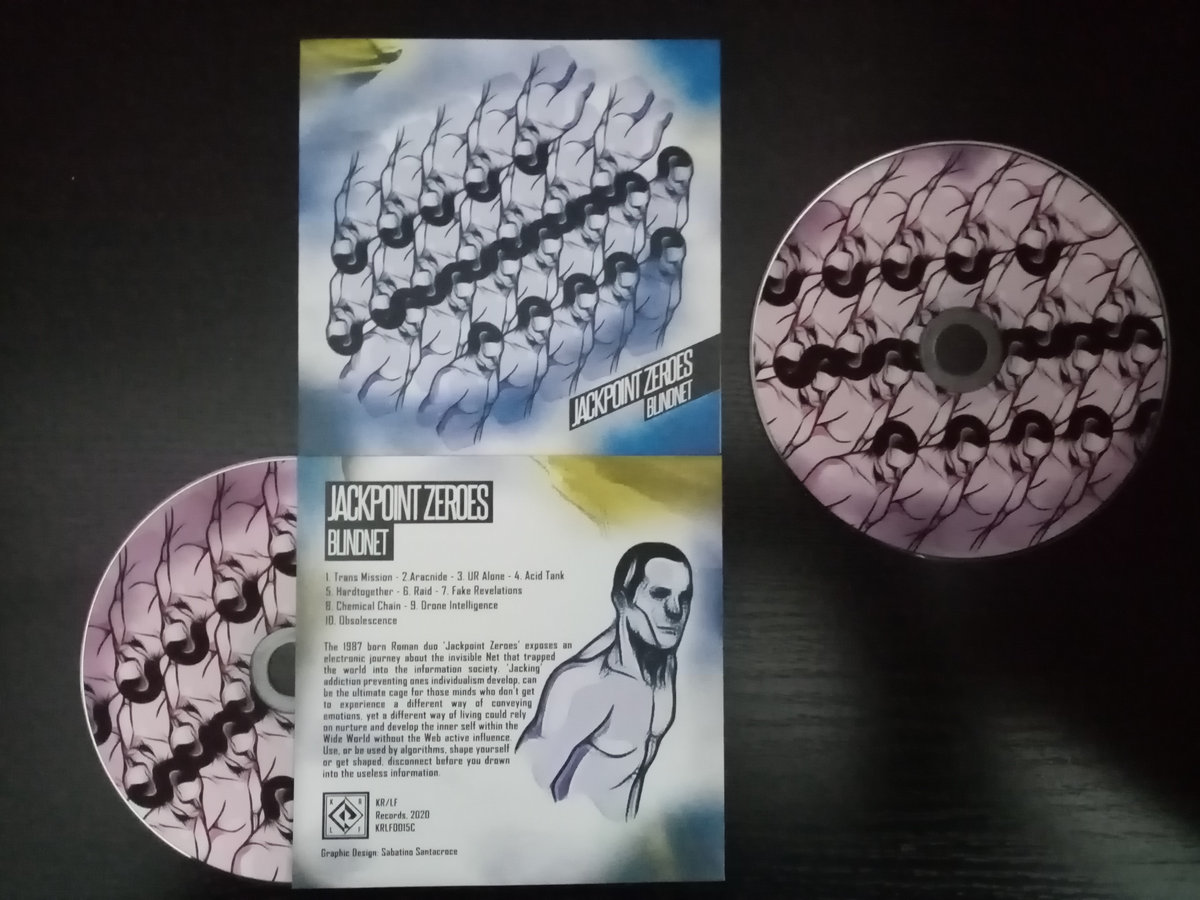 JACKPOINT ZEROES
BLINDNET
JACKPOINT ZEROES
BLINDNET
1. Trans Mission - 2.Aracnide - 3. UR Alone - 4. Acid Tank
5. Hardtogether - 6. Raid - 7. Fake Revelations
8. Chemical Chain - 9. Drone Intelligence
10. Obsolescence
The 1987 born Roman duo 'Jackpoint Zeroes' exposes an
electronic journey about the invisible Net that trapped
the world into the information society. 'Jacking'
addiction preventing ones individualism develop, can
be the ultimate cage for those minds who don't get
to experience a different way of conveying
emotions, yet a different way of living could rely
on nurture and develop the inner self within the
Wide World without the Web active influence.
Use, or be used by algorithms, shape yourself
or get shaped, disconnect before you drown
into the useless information.
K R
L F
KR/LF
Records, 2020
KRLF0015C
Graphic Design: Sabatino Santacroce